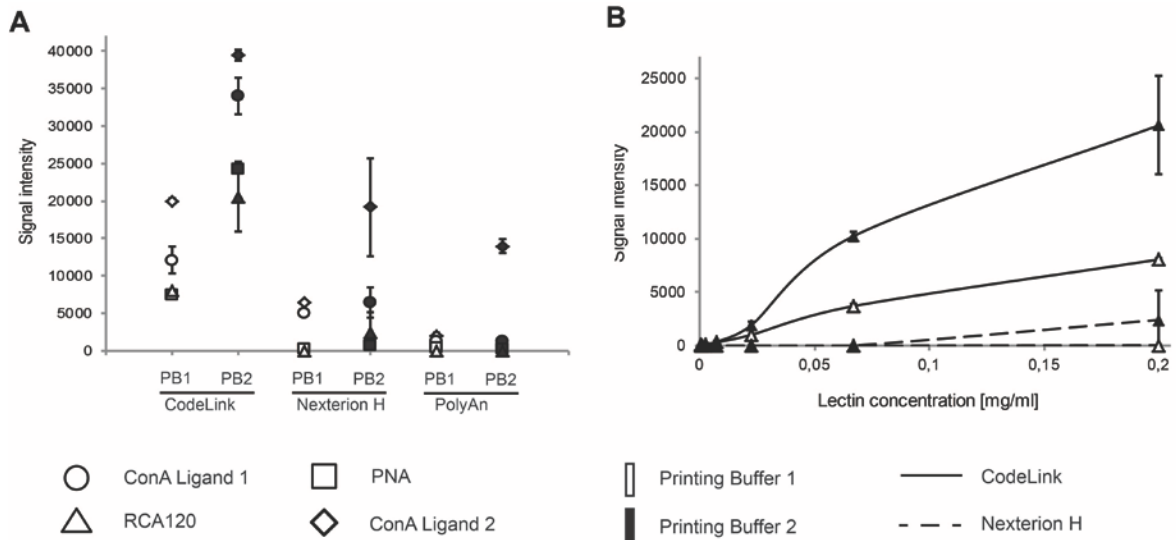 A
Signal intensity
40000
35000
30000
25000
20000
15000
10000
5000
0
PB1 PB2 PB1 PB2 PB1 PB2
CodeLink Nexterion H PolyAn
ConA Ligand 1
PNA
RCA120
ConA Ligand 2
B
Signal intensity
25000
20000
15000
10000
5000
0
0 0,05 0,1 0,15 0,2
Lectin concentration [mg/ml]
Printing Buffer 1
CodeLink
Printing Buffer 2
Nexterion H